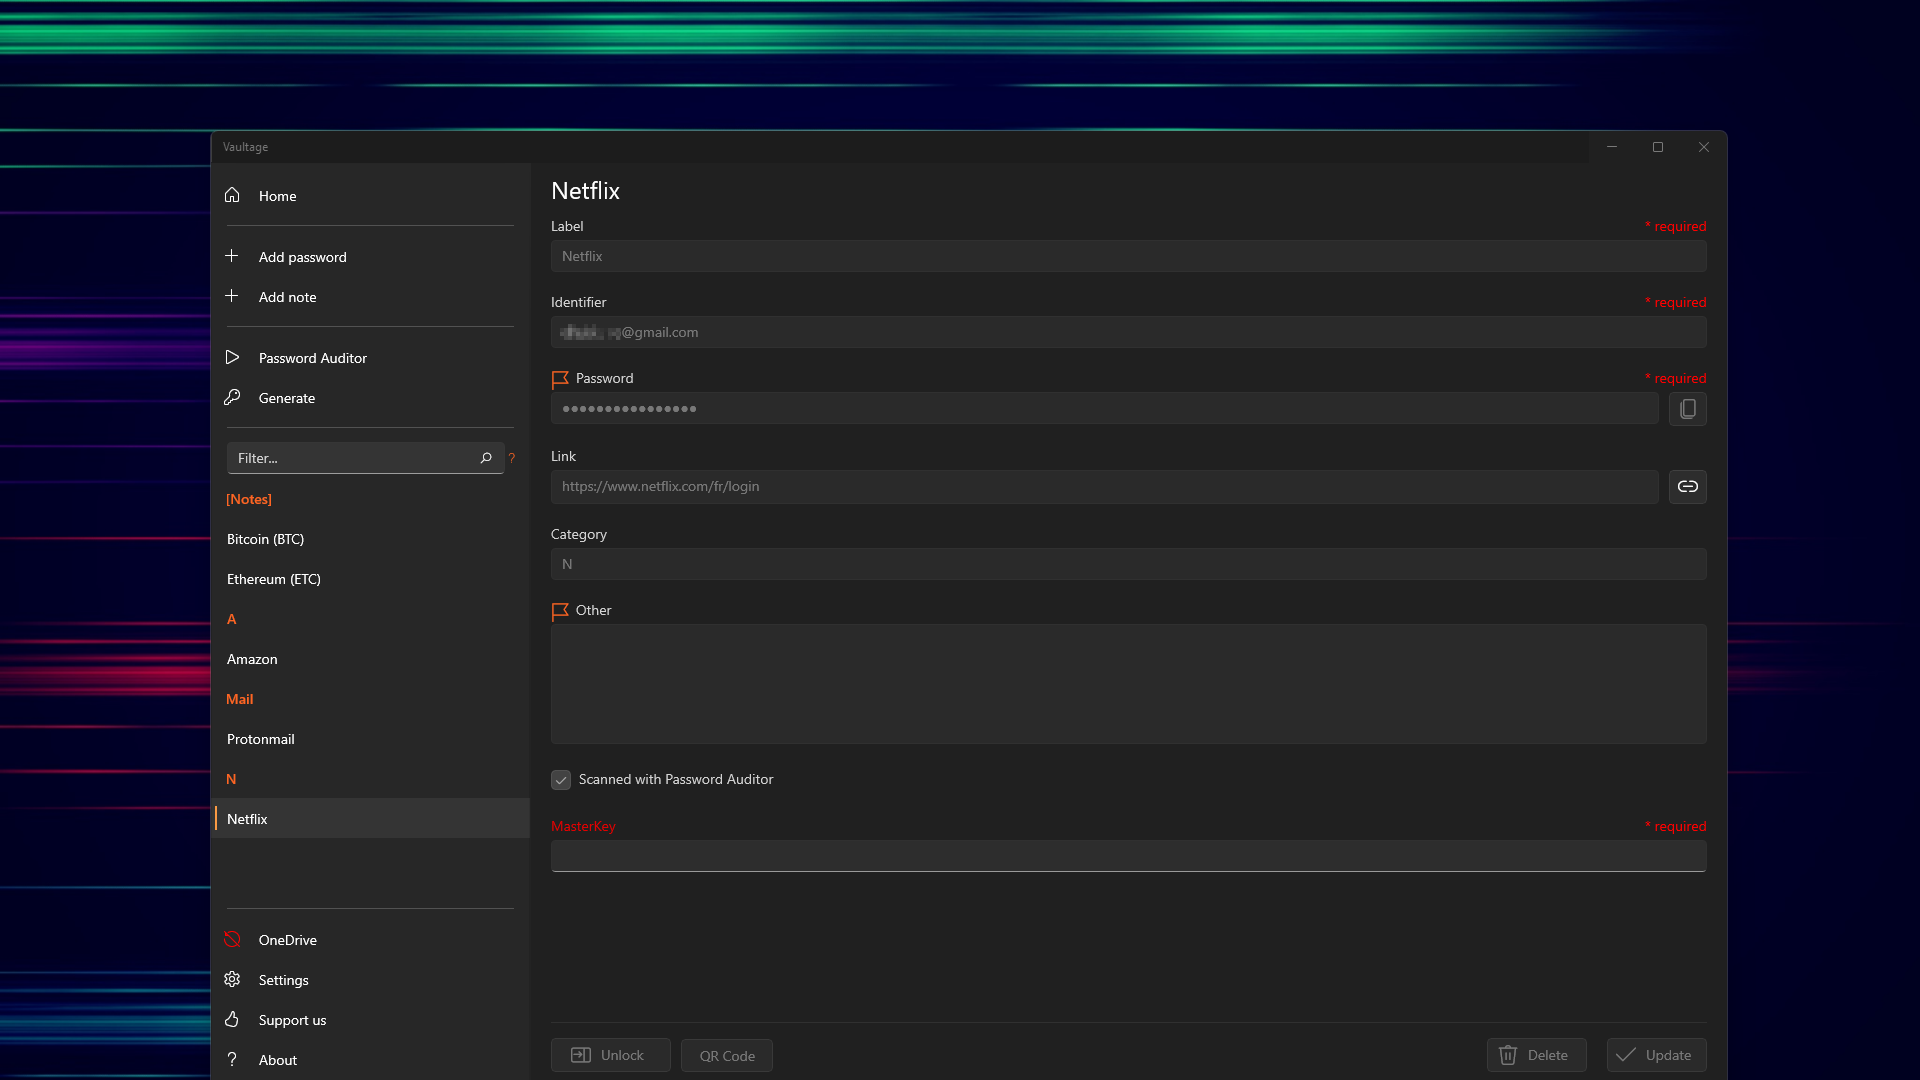 Vaultage
Home
Add password
Add note
Password Auditor
Generate
Filter...
?
[Notes]
Bitcoin (BTC)
Ethereum (ETC)
A
Amazon
Mail
Protonmail
N
Netflix
OneDrive
Settings
Support us
? About
Netflix
Label * required
Netflix
Identifier * required
@gmail.com
Password * required
Link
https://www.netflix.com/fr/login
Category
N
Other
Scanned with Password Auditor
MasterKey * required
Unlock
QR Code
Delete
Update